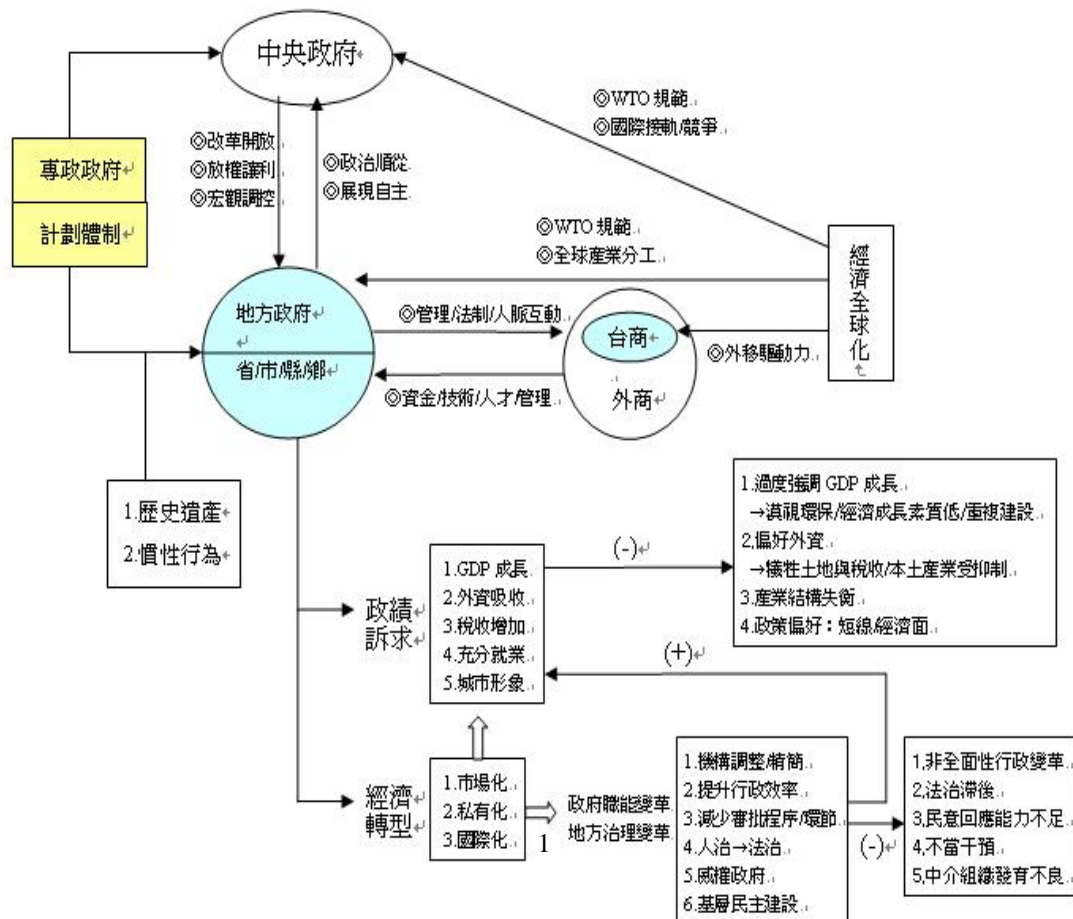 中央政府
◎WTO 規範
◎國際接軌/競爭
◎改革開放
◎放權讓利
◎宏觀調控
◎政治/順從
◎展現自主
專政政府
計劃體制
◎WTO 規範
◎全球產業分工
經濟全球化
地方政府
省/市/縣/鄉
◎管理/法制/人脈互動
台商
外商
◎外移驅動力
◎資金/技術/人才/管理
1.歷史遺產
2.慣性行為
1.過度強調 GDP 成長
→漠視環保/經濟成長素質低/重複建設
2.偏好外資
→犠牲土地與稅收/本土產業受抑制
3.產業結構失衡
4.政策偏好：短線/經濟面
(-)
政績
訴求
1.GDP 成長
2.外資吸收
3.稅收增加
4.充分就業
5.城市形象
(+)
經濟
轉型
1.市場化
2.私有化
3.國際化
1
政府職能變革
地方治理變革
1.機構調整/精簡
2.提升行政效率
3.減少審批程序/環節
4.人治→法治
5.威權政府
6.基層民主建設
(-)
1.非全面性行政變革
2.法治滯後
3.民意回應能力不足
4.不當干預
5.中介組織發育不良